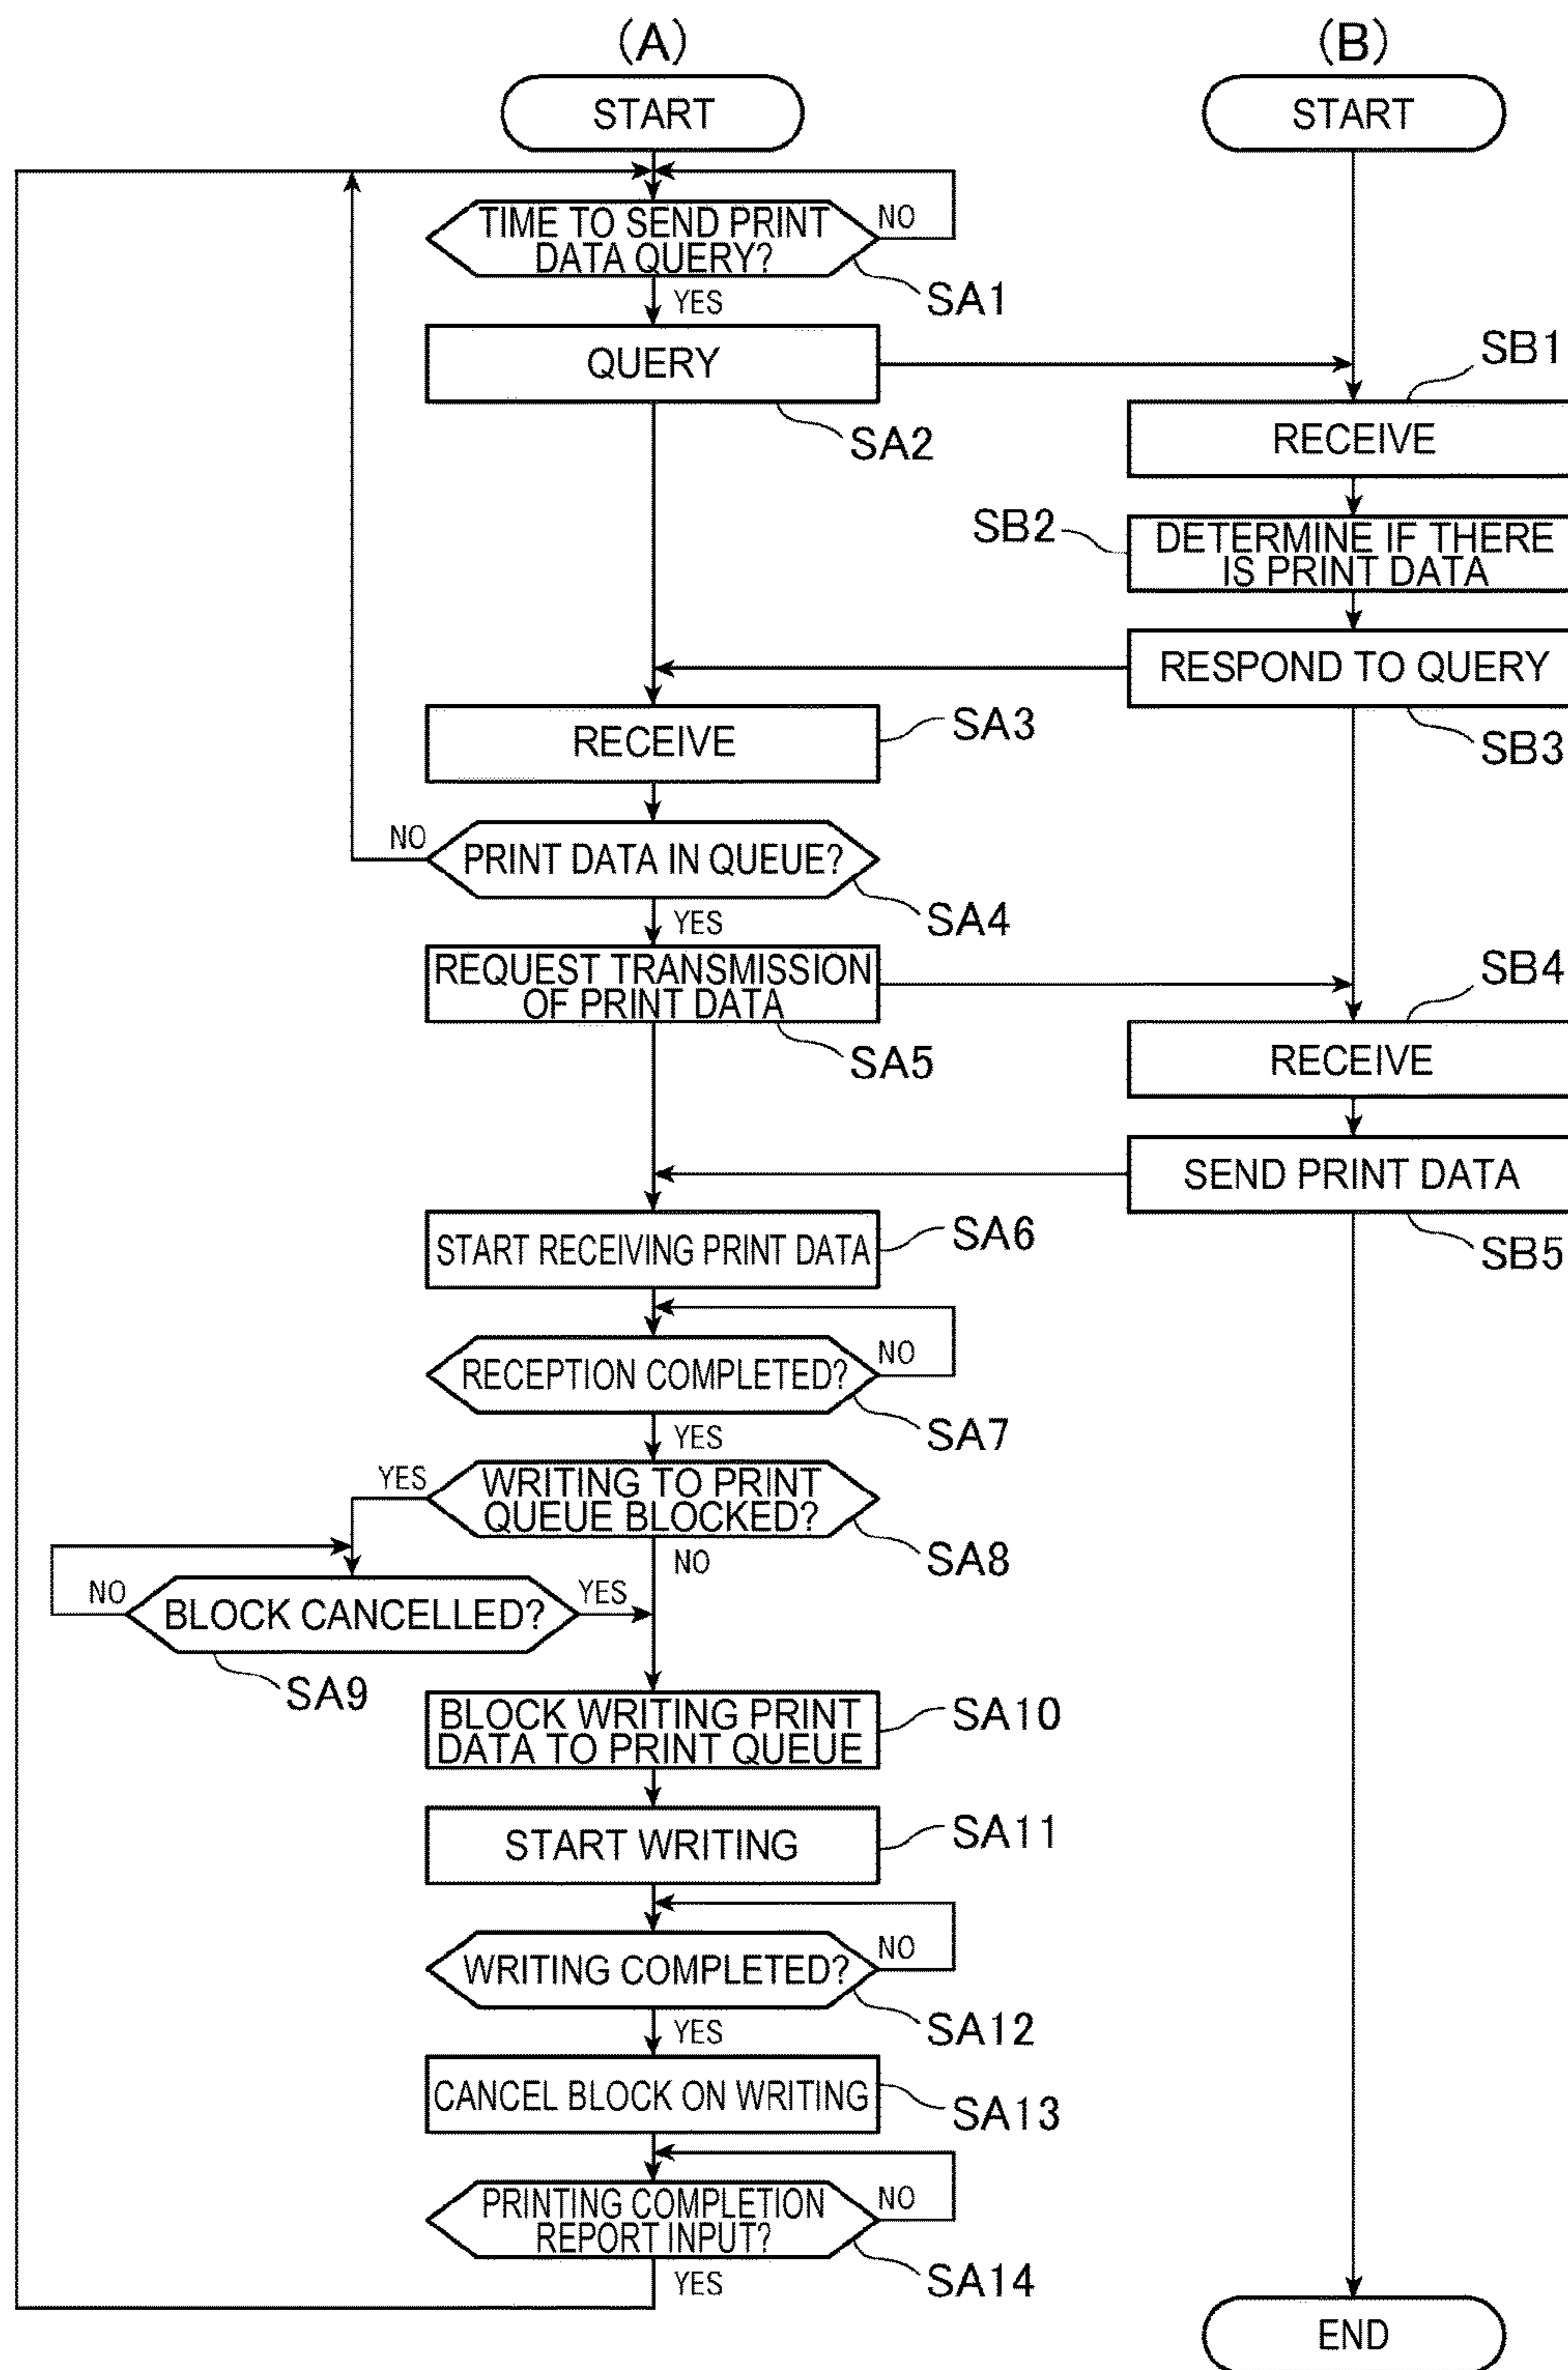 (A)
(B)
START
START
TIME TO SEND PRINT
DATA QUERY?
NO
SA1
YES
QUERY
SA2
SB1
RECEIVE
SB2
DETERMINE IF THERE
IS PRINT DATA
RESPOND TO QUERY
SB3
RECEIVE
SA3
NO
PRINT DATA IN QUEUE?
SA4
YES
REQUEST TRANSMISSION
OF PRINT DATA
SA5
SB4
RECEIVE
SEND PRINT DATA
SB5
START RECEIVING PRINT DATA
SA6
RECEPTION COMPLETED?
NO
SA7
YES
YES
WRITING TO PRINT
QUEUE BLOCKED?
SA8
NO
NO
BLOCK CANCELLED?
YES
SA9
BLOCK WRITING PRINT
DATA TO PRINT QUEUE
SA10
START WRITING
SA11
WRITING COMPLETED?
NO
SA12
YES
CANCEL BLOCK ON WRITING
SA13
PRINTING COMPLETION
REPORT INPUT?
NO
SA14
YES
END